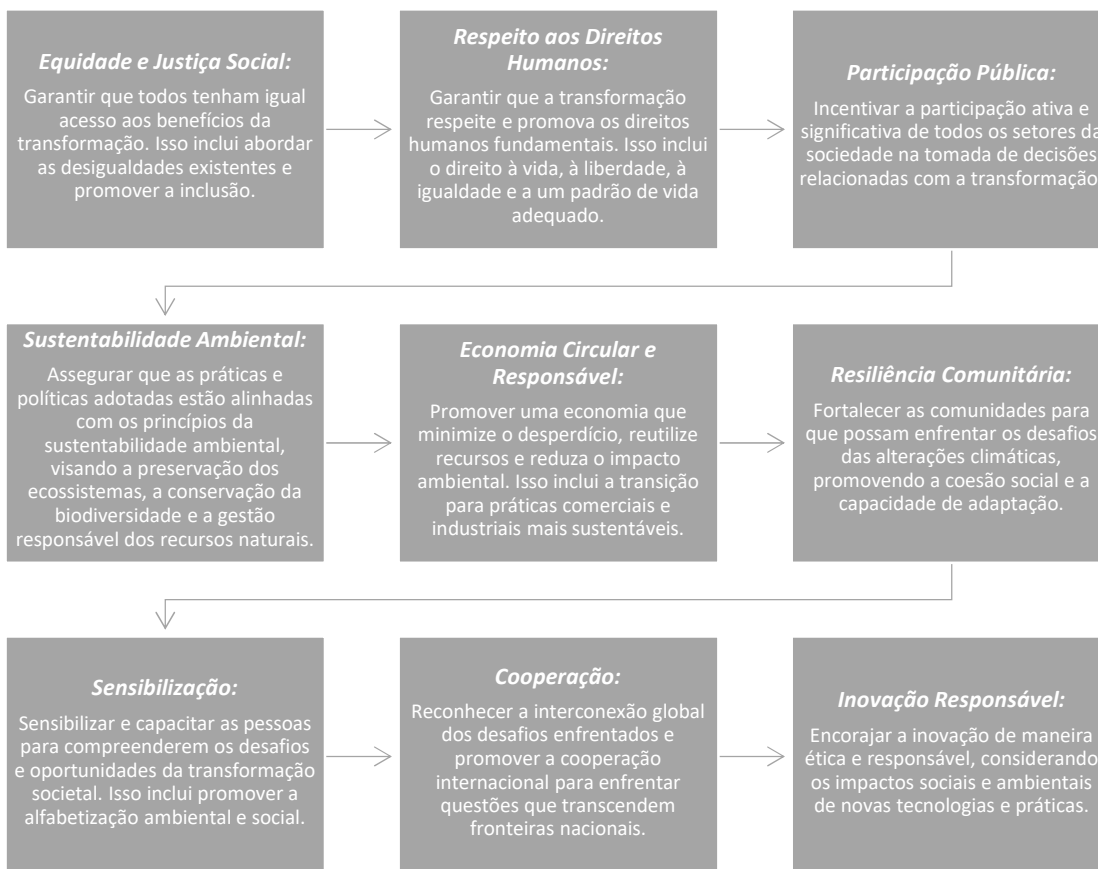 Equidade e Justiça Social:
Garantir que todos tenham igual
acesso aos benefícios da
transformação. Isso inclui abordar
as desigualdades existentes e
promover a inclusão.
Respeito aos Direitos
Humanos:
Garantir que a transformação
respeite e promova os direitos
humanos fundamentais. Isso inclui
o direito à vida, à liberdade, à
igualdade e a um padrão de vida
adequado.
Participação Pública:
Incentivar a participação ativa e
significativa de todos os setores da
sociedade na tomada de decisões
relacionadas com a transformação
Sustentabilidade Ambiental:
Assegurar que as práticas e
políticas adotadas estão alinhadas
com os princípios da
sustentabilidade ambiental,
visando a preservação dos
ecossistemas, a conservação da
biodiversidade e a gestão
responsável dos recursos naturais.
Economia Circular e
Responsável:
Promover uma economia que
minimize o desperdício, reutilize
recursos e reduza o impacto
ambiental. Isso inclui a transição
para práticas comerciais e
industriais mais sustentáveis.
Resiliência Comunitária:
Fortalecer as comunidades para
que possam enfrentar os desafios
das alterações climáticas,
promovendo a coesão social e a
capacidade de adaptação.
Sensibilização:
Sensibilizar e capacitar as pessoas
para compreenderem os desafios
e oportunidades da transformação
societal. Isso inclui promover a
alfabetização ambiental e social.
Cooperação:
Reconhecer a interconexão global
dos desafios enfrentados e
promover a cooperação
internacional para enfrentar
questões que transcendem
fronteiras nacionais.
Inovação Responsável:
Encorajar a inovação de maneira
ética e responsável, considerando
os impactos sociais e ambientais
de novas tecnologias e práticas.